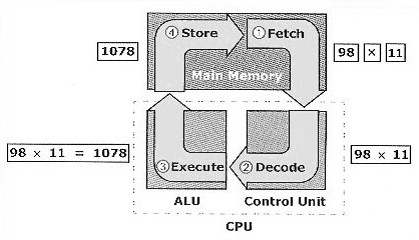 ④ Store
① Fetch
1078
98 × 11
Main Memory
98 × 11 = 1078
③ Execute
② Decode
98 × 11
ALU
Control Unit
CPU